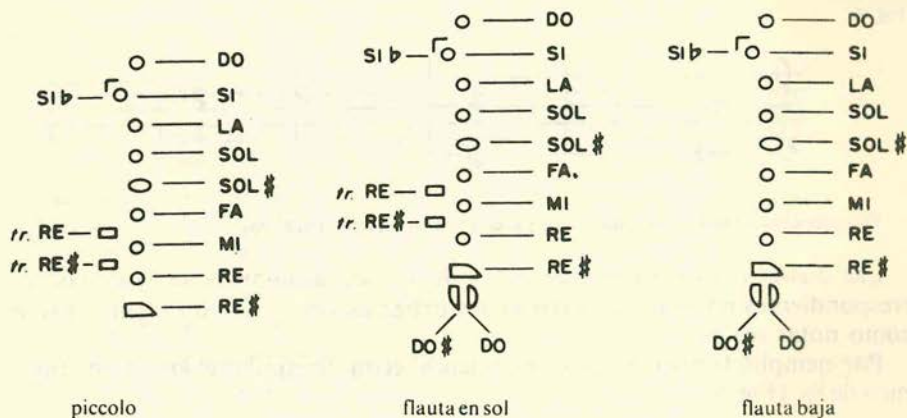 DO
SI♭ SI
LA
SOL
SOL#
FA
tr. RE MI
tr. RE# RE
RE#
piccolo
DO
SI♭ SI
LA
SOL
SOL#
FA.
tr. RE MI
tr. RE# RE
RE#
DO# DO
flauta en sol
DO
SI♭ SI
LA
SOL
SOL#
FA
MI
RE
RE#
DO# DO
flauta baja